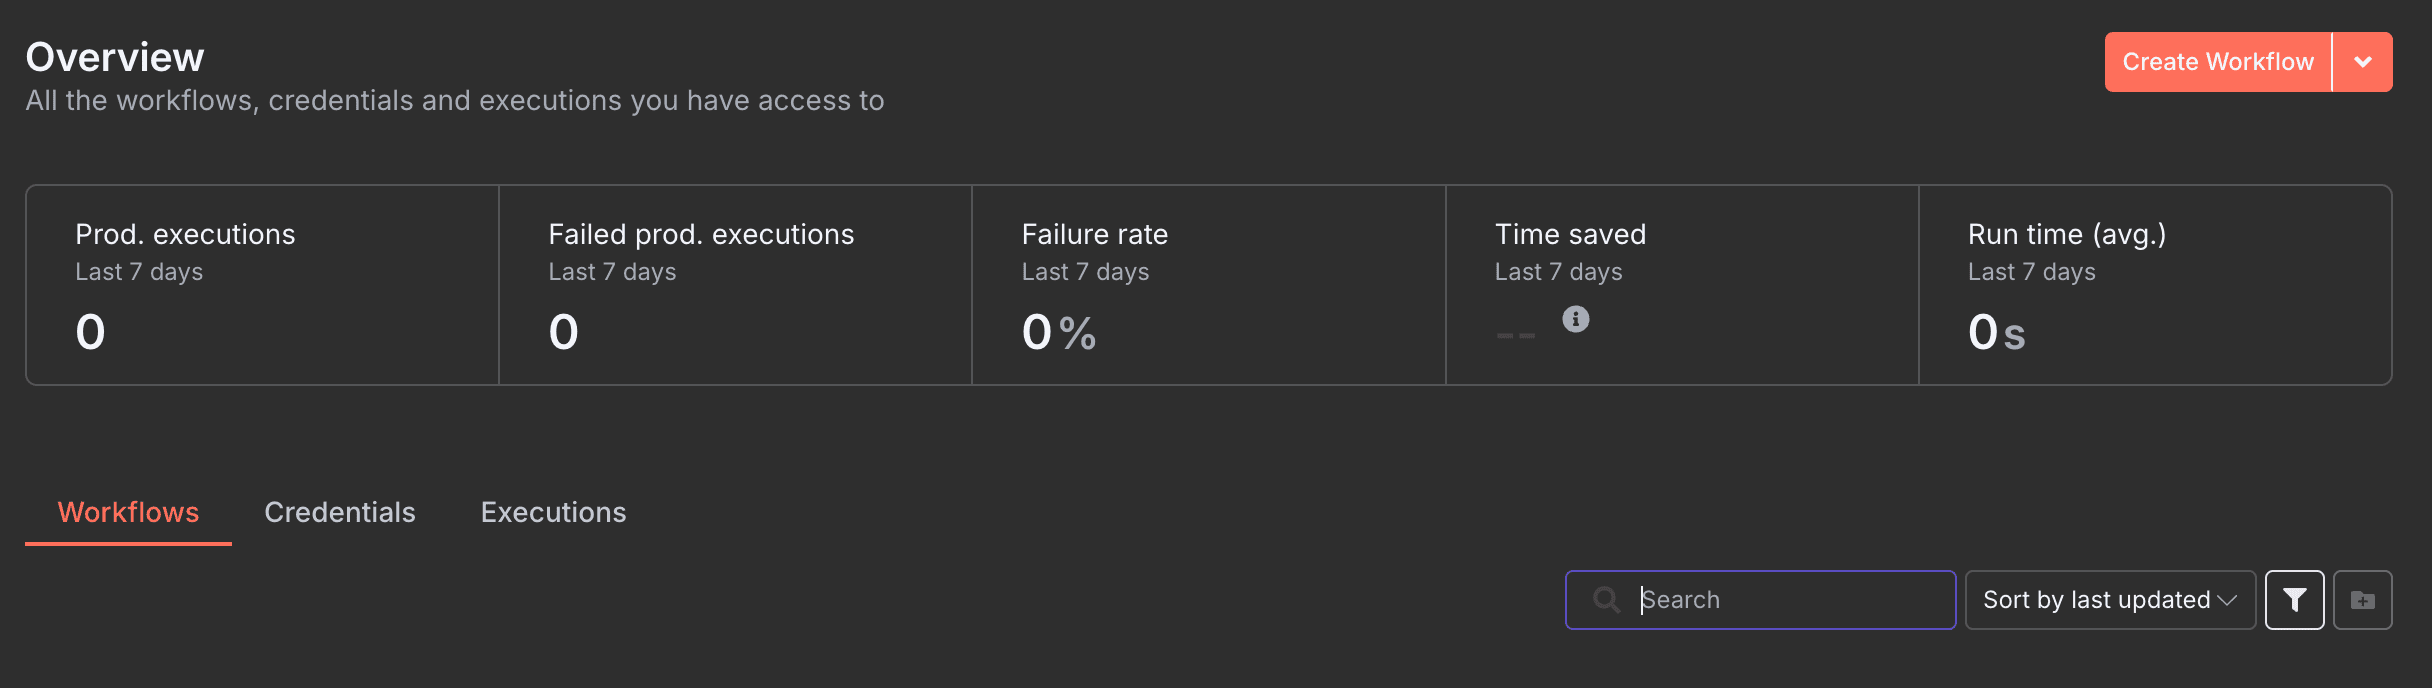 Overview
All the workflows, credentials and executions you have access to
Create Workflow
Prod. executions
Last 7 days
0
Failed prod. executions
Last 7 days
0
Failure rate
Last 7 days
0%
Time saved
Last 7 days
--
Run time (avg.)
Last 7 days
0s
Workflows
Credentials
Executions
Search
Sort by last updated